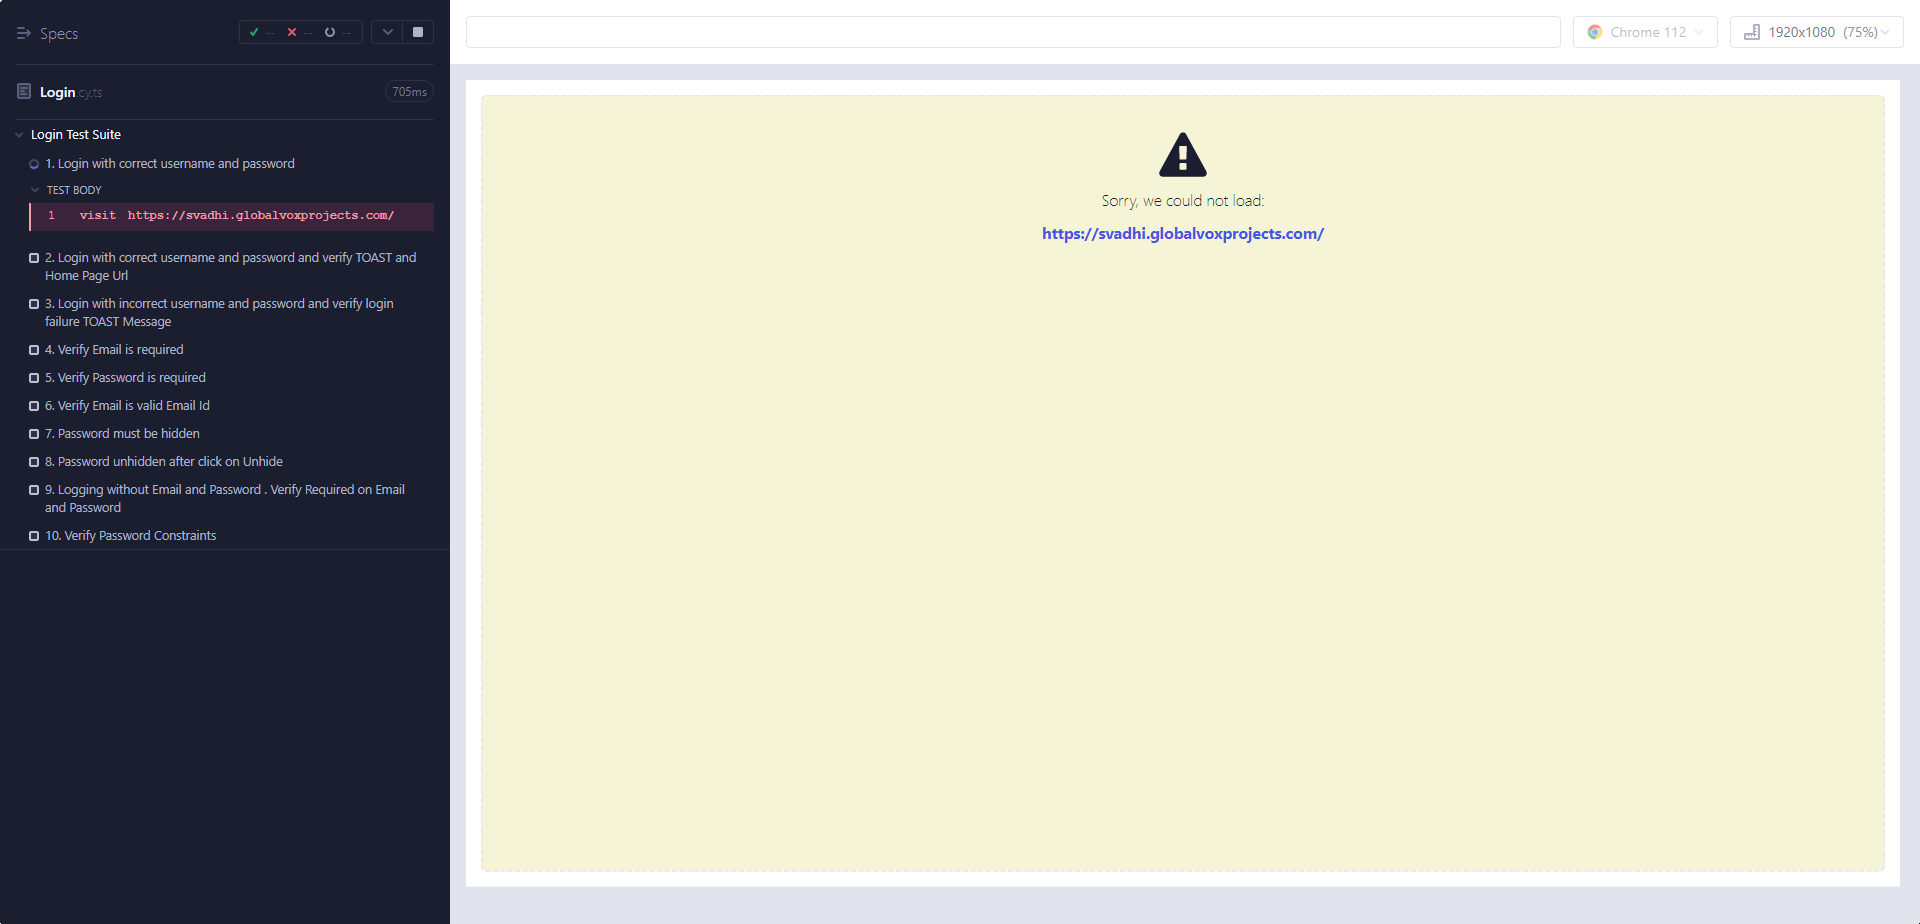 Specs
--
--
--
Login.cy.ts
705ms
Login Test Suite
1. Login with correct username and password
TEST BODY
1 visit https://svadhi.globalvoxprojects.com/
2. Login with correct username and password and verify TOAST and
Home Page Url
3. Login with incorrect username and password and verify login
failure TOAST Message
4. Verify Email is required
5. Verify Password is required
6. Verify Email is valid Email Id
7. Password must be hidden
8. Password unhidden after click on Unhide
9. Logging without Email and Password . Verify Required on Email
and Password
10. Verify Password Constraints
Chrome 112
1920x1080 (75%)
Sorry, we could not load:
https://svadhi.globalvoxprojects.com/